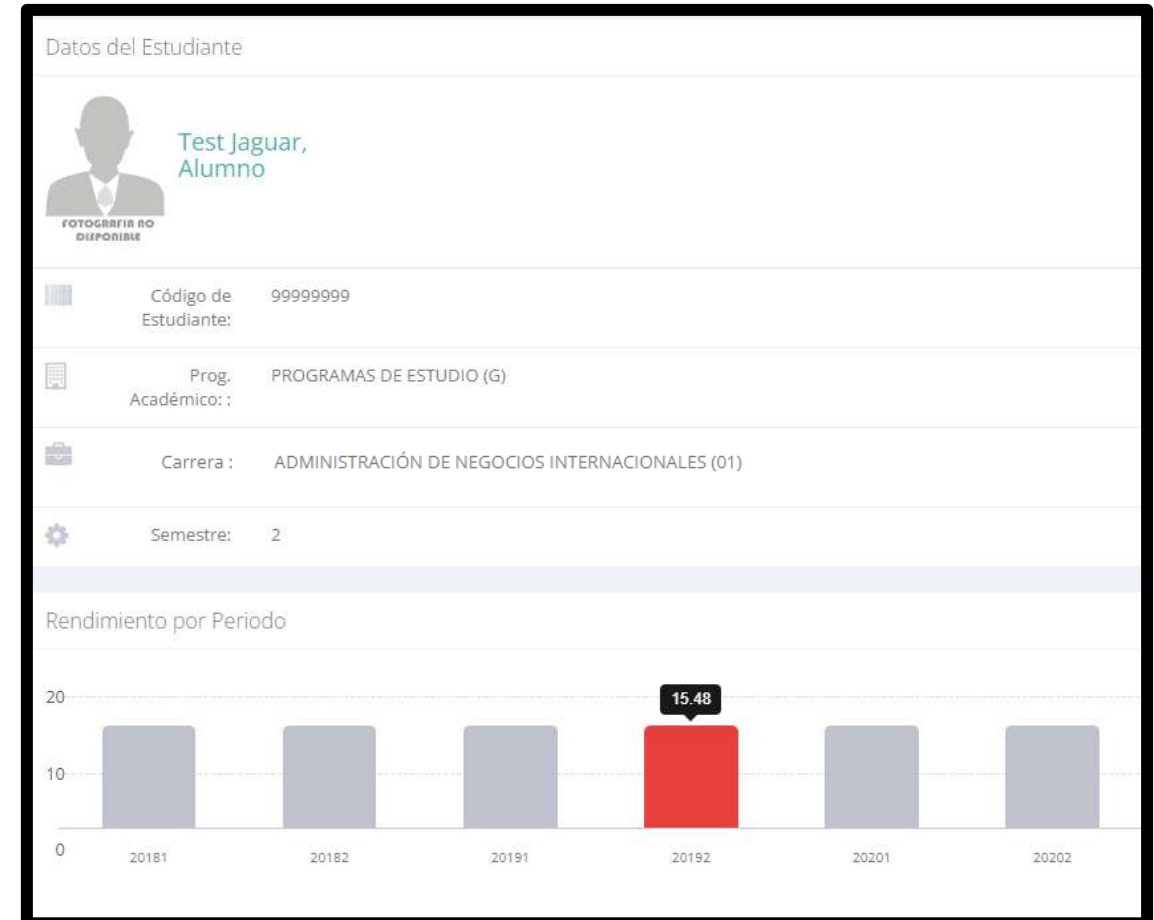 Datos del Estudiante
Test Jaguar,
Alumno
FOTOGRAFIA NO
DISPONIBLE
Código de
Estudiante:
99999999
Prog.
Académico: :
PROGRAMAS DE ESTUDIO (G)
Carrera :
ADMINISTRACIÓN DE NEGOCIOS INTERNACIONALES (01)
Semestre:
2
Rendimiento por Periodo
20
15.48
10
0
20181
20182
20191
20192
20201
20202